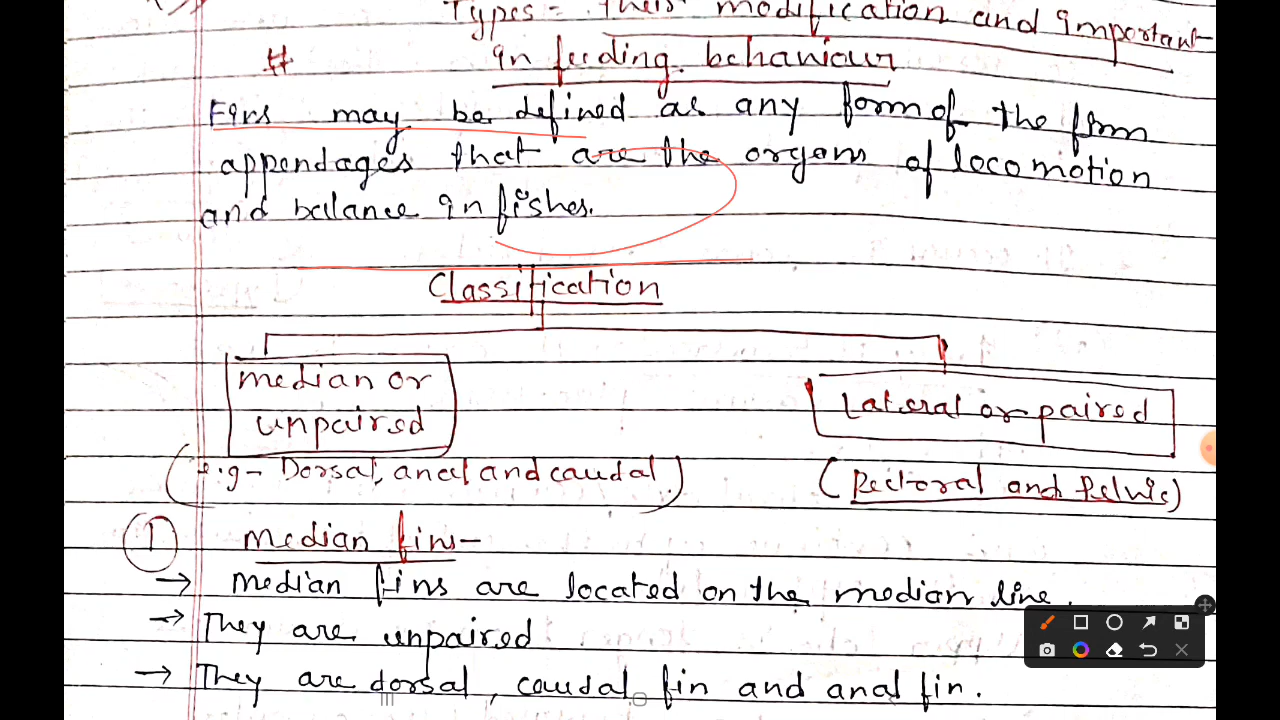 Types - Their modification and important
# In feeding behaviour
Fins may be defined as any form of the fmm
appendages that are the organs of locomotion
and balance in fishes.
Classification
median or
unpaired
Lateral or paired
(e.g - Dorsal, anal and caudal)
(Pectoral and Pelvic)
① median fins-
→ median fins are located on the median line.
→ They are unpaired
→ They are dorsal, caudal fin and anal fin.